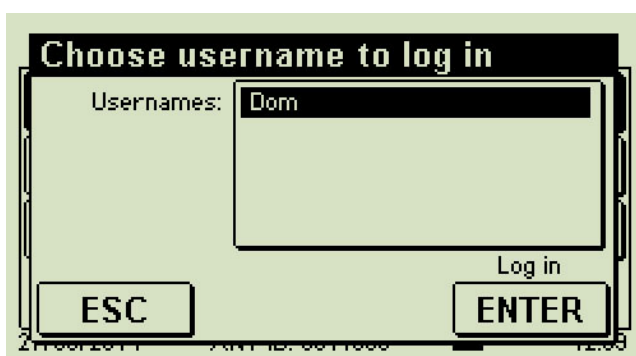 Choose username to log in
Usernames:
Dom
Log in
ESC
ENTER